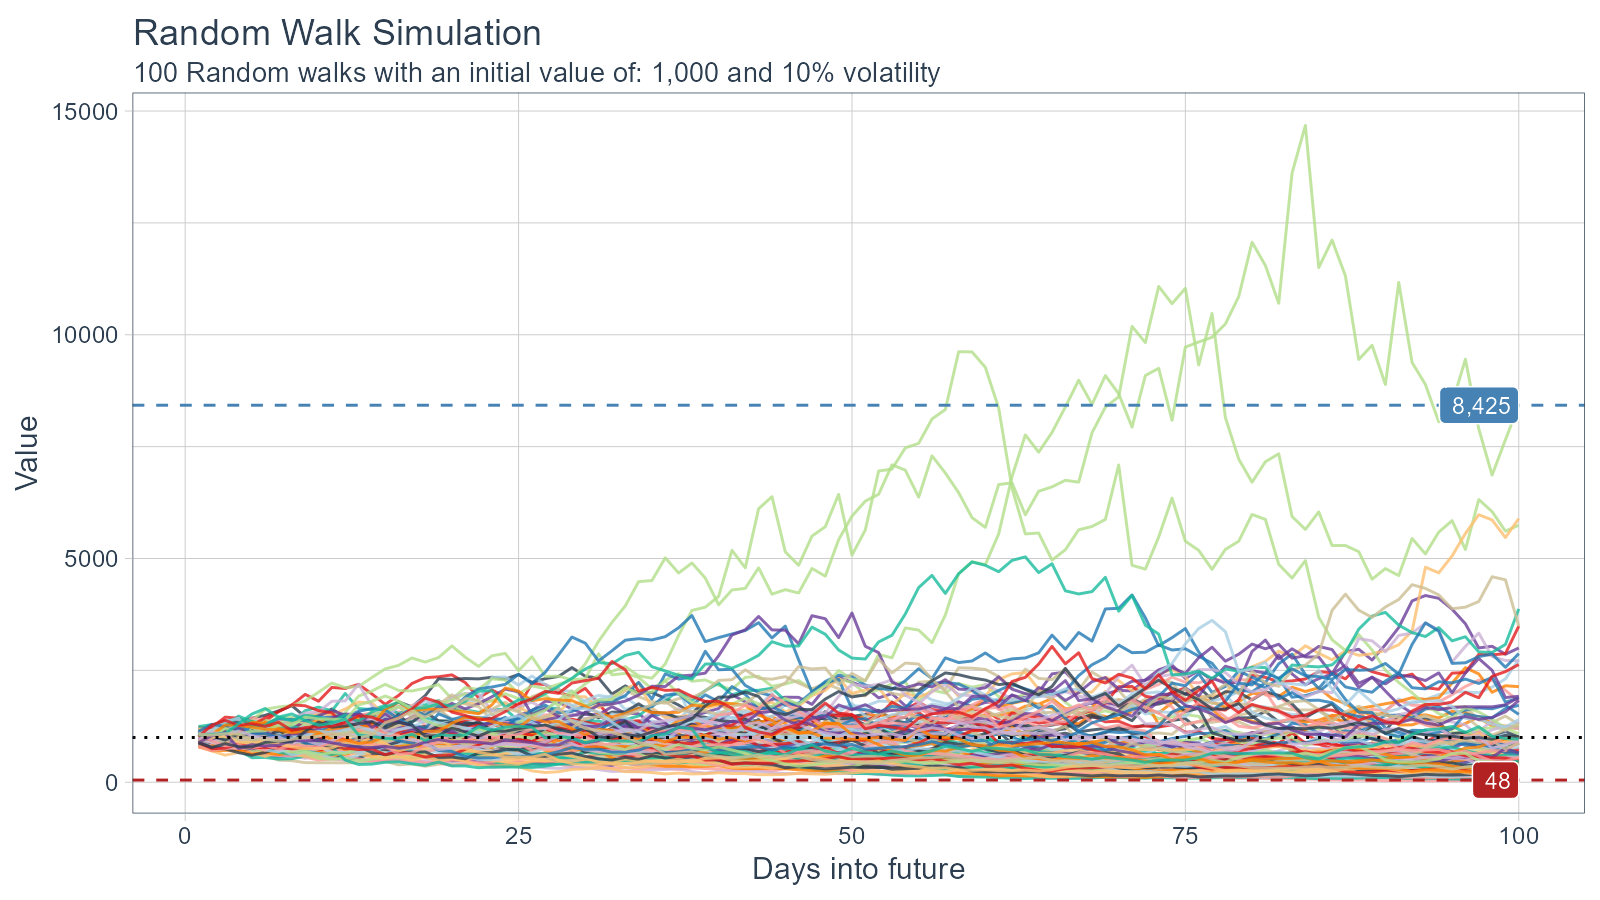 Random Walk Simulation
100 Random walks with an initial value of: 1,000 and 10% volatility
15000
10000
5000
0
Value
8,425
48
0
25
50
75
100
Days into future